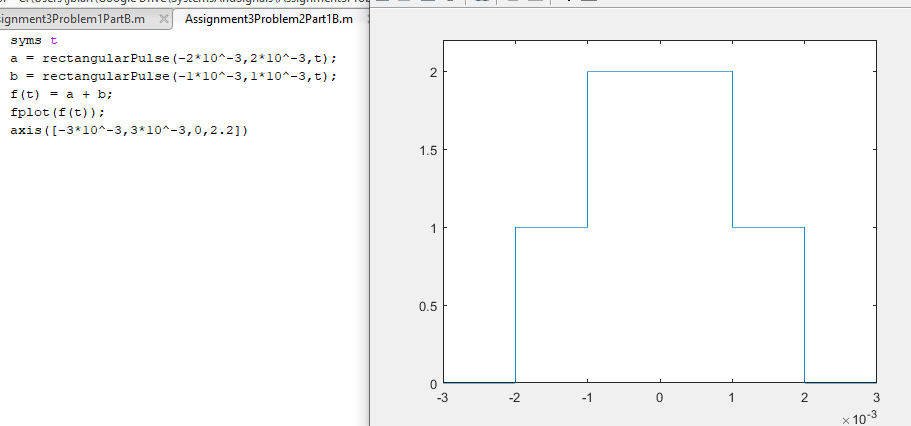 ssignment3Problem1PartB.m Assignment3Problem2Part1B.m
syms t
a = rectangularPulse(-2*10^-3,2*10^-3,t);
b = rectangularPulse(-1*10^-3,1*10^-3,t);
f(t) = a + b;
fplot(f(t));
axis([-3*10^-3,3*10^-3,0,2.2])
2
1.5
1
0.5
0
-3 -2 -1 0 1 2 3
×10^-3